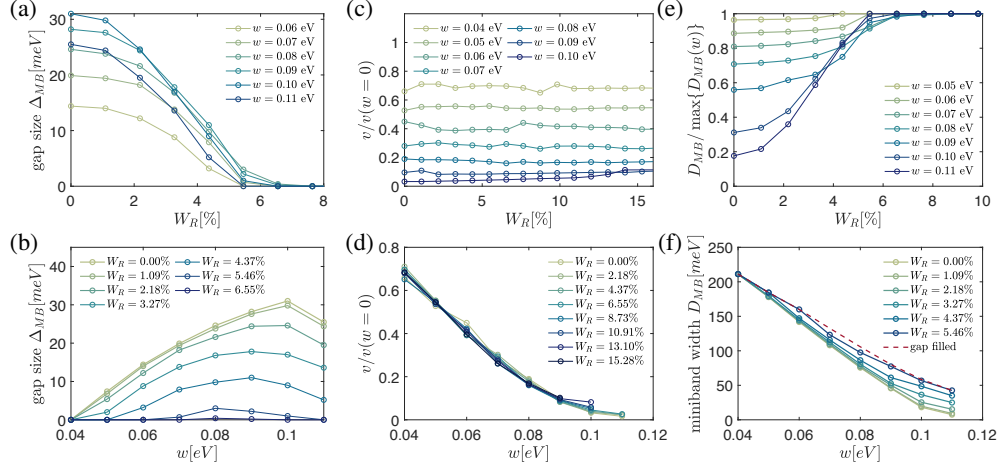 (a)
gap size Δ_MB [meV]
30
20
10
0
w = 0.06 eV
w = 0.07 eV
w = 0.08 eV
w = 0.09 eV
w = 0.10 eV
w = 0.11 eV
0 2 4 6 8
W_R[%]
(c)
v/v(w = 0)
1
0.8
0.6
0.4
0.2
0
w = 0.04 eV
w = 0.05 eV
w = 0.06 eV
w = 0.07 eV
w = 0.08 eV
w = 0.09 eV
w = 0.10 eV
0 5 10 15
W_R[%]
(e)
D_MB/ max{D_MB(w)}
1
0.8
0.6
0.4
0.2
0
w = 0.05 eV
w = 0.06 eV
w = 0.07 eV
w = 0.08 eV
w = 0.09 eV
w = 0.10 eV
w = 0.11 eV
0 2 4 6 8 10
W_R[%]
(b)
gap size Δ_MB [meV]
40
30
20
10
0
W_R = 0.00%
W_R = 1.09%
W_R = 2.18%
W_R = 3.27%
W_R = 4.37%
W_R = 5.46%
W_R = 6.55%
0.04 0.06 0.08 0.1
w[eV]
(d)
v/v(w = 0)
0.8
0.6
0.4
0.2
0.0
W_R = 0.00%
W_R = 2.18%
W_R = 4.37%
W_R = 6.55%
W_R = 8.73%
W_R = 10.91%
W_R = 13.10%
W_R = 15.28%
0.04 0.06 0.08 0.1 0.12
w[eV]
(f)
miniband width D_MB [meV]
250
200
150
100
50
0
W_R = 0.00%
W_R = 1.09%
W_R = 2.18%
W_R = 3.27%
W_R = 4.37%
W_R = 5.46%
gap filled
0.04 0.06 0.08 0.1 0.12
w[eV]